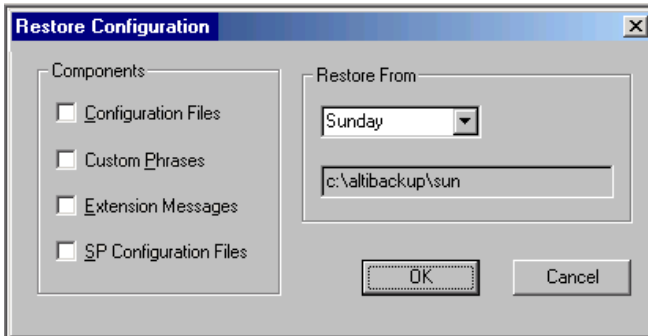 Restore Configuration
Components
Configuration Files
Custom Phrases
Extension Messages
SP Configuration Files
Restore From
Sunday
c:\altibackup\sun
OK
Cancel